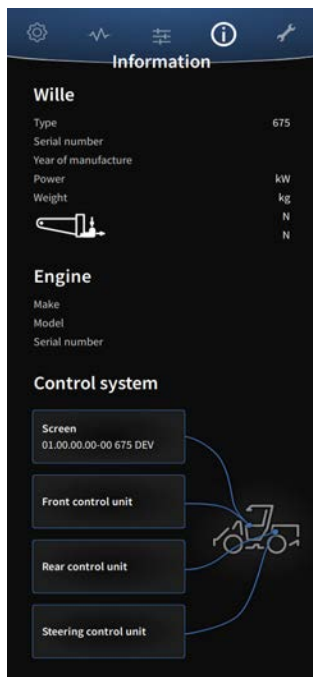 Information
Wille
Type 675
Serial number
Year of manufacture
Power kW
Weight kg
N
N
Engine
Make
Model
Serial number
Control system
Screen
01.00.00.00-00 675 DEV
Front control unit
Rear control unit
Steering control unit